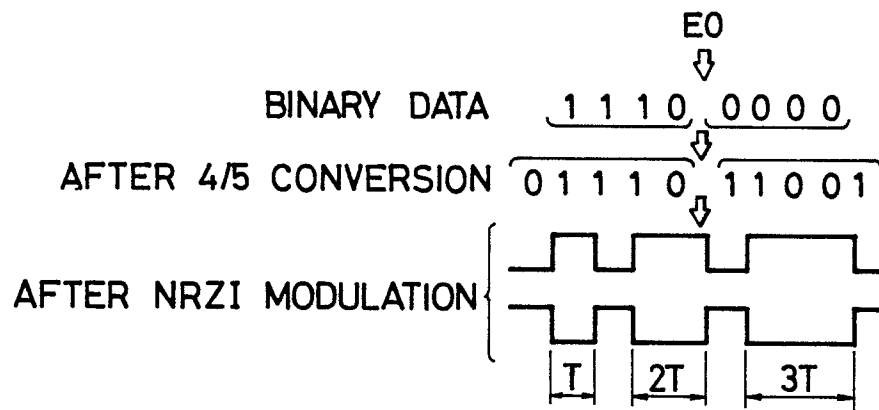 E0
BINARY DATA 1 1 1 0 0 0 0 0
AFTER 4/5 CONVERSION 0 1 1 1 0 1 1 0 0 1
AFTER NRZI MODULATION
T 2T 3T